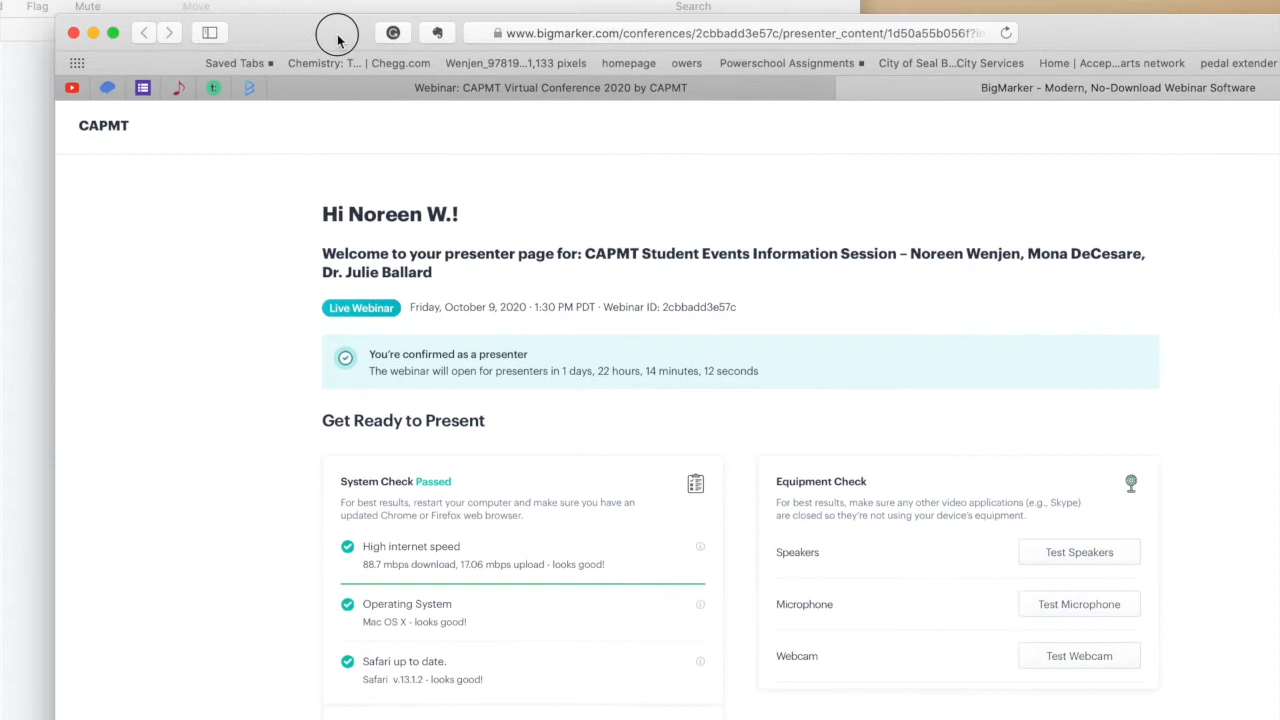 Flag Mute Move Search
www.bigmarker.com/conferences/2cbbadd3e57c/presenter_content/1d50a55b056f?i
Saved Tabs Chemistry: T... | Chegg.com Wenjen_97819...1,133 pixels homepage owers Powerschool Assignments City of Seal B...City Services Home | Accep...arts network pedal extender
Webinar: CAPMT Virtual Conference 2020 by CAPMT BigMarker - Modern, No-Download Webinar Software
CAPMT
Hi Noreen W.!
Welcome to your presenter page for: CAPMT Student Events Information Session – Noreen Wenjen, Mona DeCesare,
Dr. Julie Ballard
Live Webinar Friday, October 9, 2020 · 1:30 PM PDT · Webinar ID: 2cbbadd3e57c
You're confirmed as a presenter
The webinar will open for presenters in 1 days, 22 hours, 14 minutes, 12 seconds
Get Ready to Present
System Check Passed
For best results, restart your computer and make sure you have an
updated Chrome or Firefox web browser.
High internet speed
88.7 mbps download, 17.06 mbps upload - looks good!
Operating System
Mac OS X - looks good!
Safari up to date.
Safari v.13.1.2 - looks good!
Equipment Check
For best results, make sure any other video applications (e.g., Skype)
are closed so they're not using your device's equipment.
Speakers Test Speakers
Microphone Test Microphone
Webcam Test Webcam